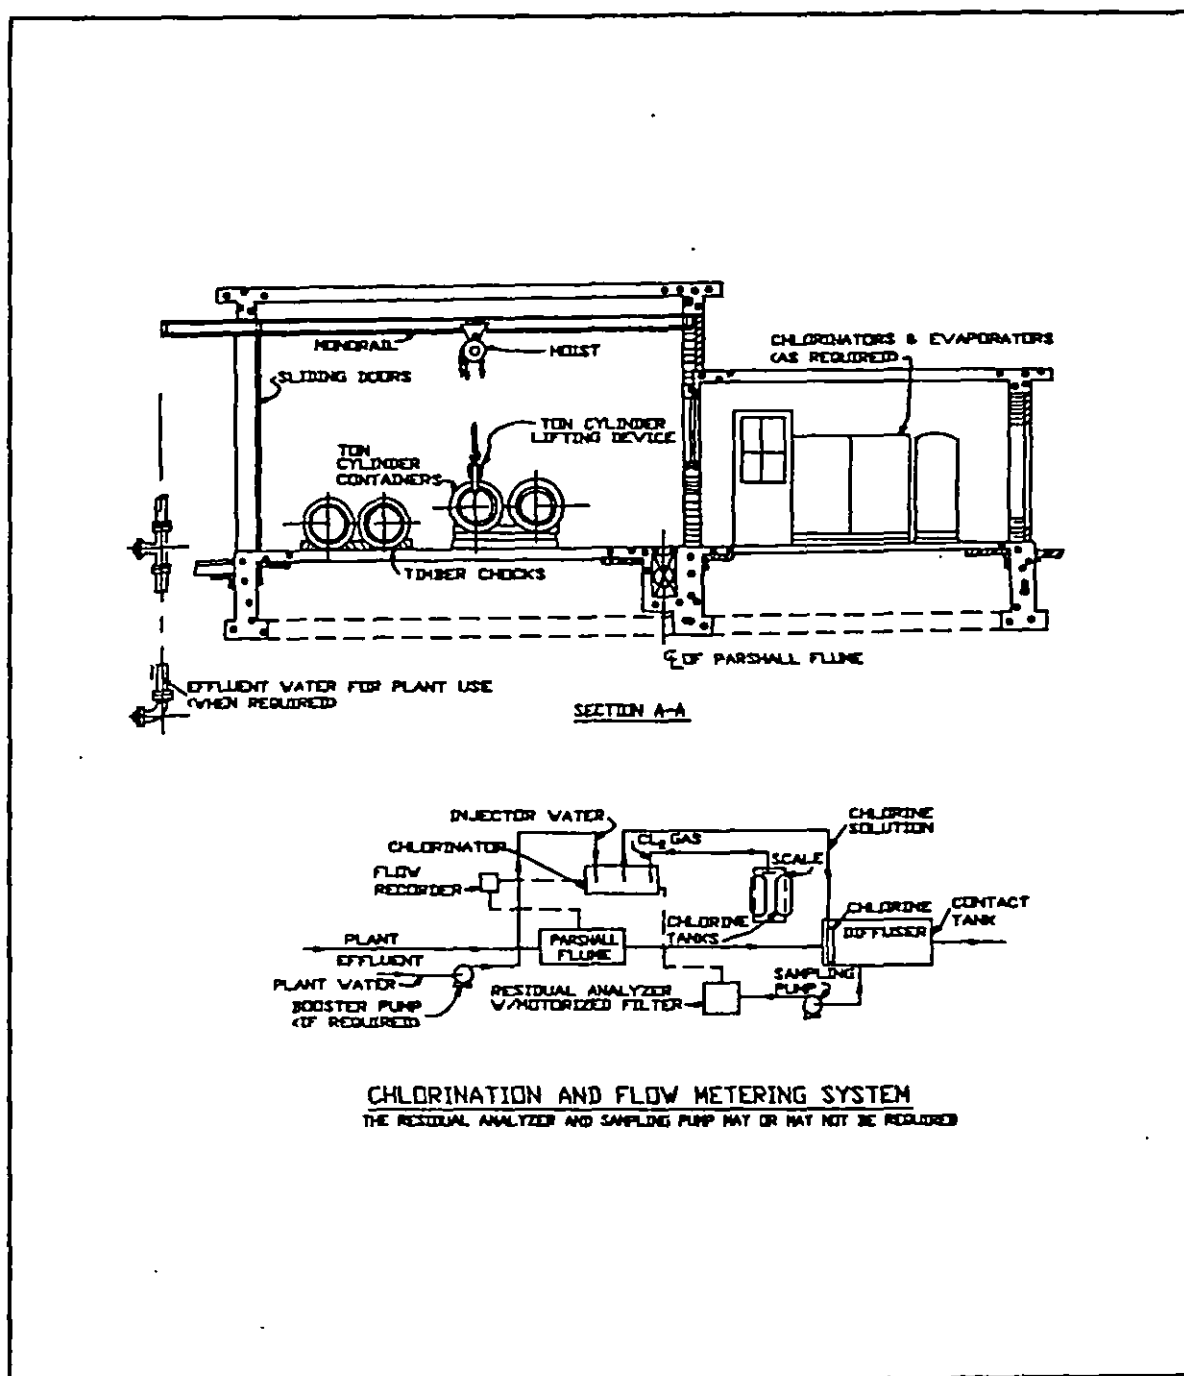 MONORAIL
HOIST
CHLORINATORS & EVAPORATORS
(AS REQUIRED)
SLIDING DOORS
TON CYLINDER
LIFTING DEVICE
TON
CYLINDER
CONTAINERS
TIMBER CHOCKS
℄ OF PARSHALL FLUME
EFFLUENT WATER FOR PLANT USE
(WHEN REQUIRED)
SECTION A-A
INJECTOR WATER
CHLORINE
SOLUTION
CL₂ GAS
CHLORINATOR
SCALE
FLOW
RECORDER
CHLORINE
TANKS
CHLORINE
DIFFUSER
CONTACT
TANK
PLANT
EFFLUENT
PARSHALL
FLUME
PLANT WATER
SAMPLING
PUMP
RESIDUAL ANALYZER
W/MOTORIZED FILTER
BOOSTER PUMP
(IF REQUIRED)
CHLORINATION AND FLOW METERING SYSTEM
THE RESIDUAL ANALYZER AND SAMPLING PUMP MAY OR MAY NOT BE REQUIRED